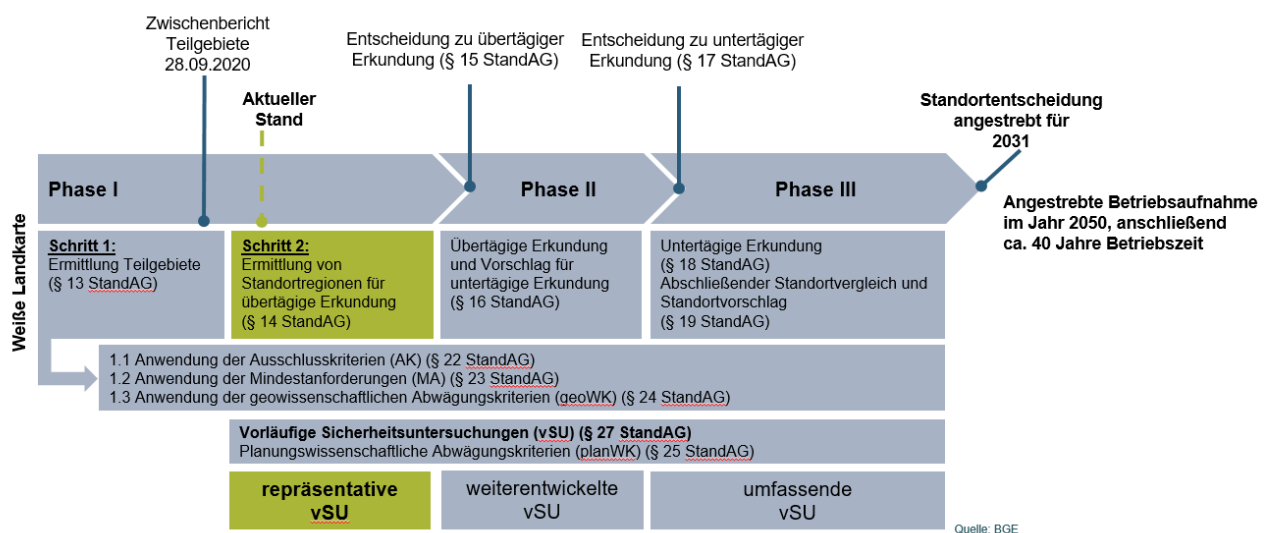 Zwischenbericht
Teilgebiete
28.09.2020
Aktueller
Stand
Entscheidung zu übertägiger
Erkundung (§ 15 StandAG)
Entscheidung zu untertägiger
Erkundung (§ 17 StandAG)
Standortentscheidung
angestrebt für
2031
Phase I
Phase II
Phase III
Angestrebte Betriebsaufnahme
im Jahr 2050, anschließend
ca. 40 Jahre Betriebszeit
Weiße Landkarte
Schritt 1:
Ermittlung Teilgebiete
(§ 13 StandAG)
Schritt 2:
Ermittlung von
Standortregionen für
übertägige Erkundung
(§ 14 StandAG)
Übertägige Erkundung
und Vorschlag für
untertägige Erkundung
(§ 16 StandAG)
Untertägige Erkundung
(§ 18 StandAG)
Abschließender Standortvergleich und
Standortvorschlag
(§ 19 StandAG)
1.1 Anwendung der Ausschlusskriterien (AK) (§ 22 StandAG)
1.2 Anwendung der Mindestanforderungen (MA) (§ 23 StandAG)
1.3 Anwendung der geowissenschaftlichen Abwägungskriterien (geoWK) (§ 24 StandAG)
Vorläufige Sicherheitsuntersuchungen (vSU) (§ 27 StandAG)
Planungswissenschaftliche Abwägungskriterien (planWK) (§ 25 StandAG)
repräsentative
vSU
weiterentwickelte
vSU
umfassende
vSU
Quelle: BGE